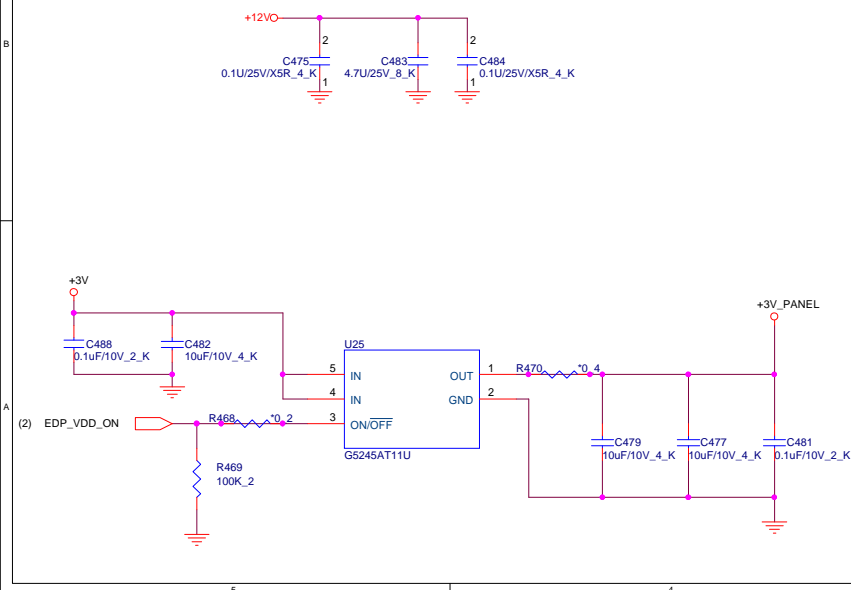 +12V
B
2
2
C475
C483
C484
0.1U/25V/X5R_4_K
4.7U/25V_8_K
0.1U/25V/X5R_4_K
1
1
+3V
+3V_PANEL
C488
C482
0.1uF/10V_2_K
10uF/10V_4_K
U25
5
IN
OUT
1
R470
*0_4
4
IN
GND
2
A
(2)
EDP_VDD_ON
R468
*0_2
3
ON/OFF
G5245AT11U
C479
C477
C481
10uF/10V_4_K
10uF/10V_4_K
0.1uF/10V_2_K
R469
100K_2
5
4